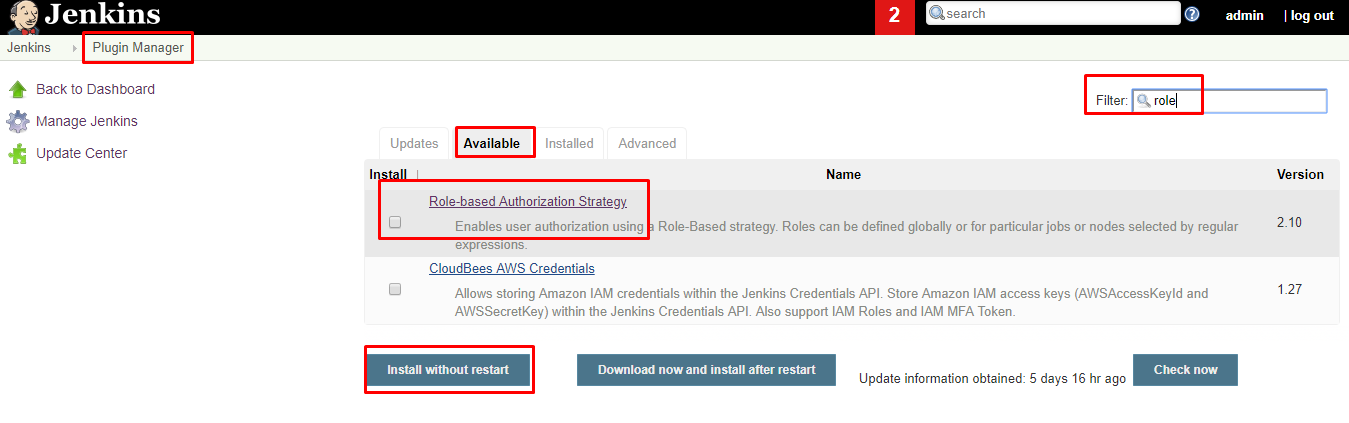 Jenkins
2
search
admin
| log out
Jenkins
Plugin Manager
Back to Dashboard
Manage Jenkins
Update Center
Filter: role
Updates
Available
Installed
Advanced
Install
Name
Version
Role-based Authorization Strategy
Enables user authorization using a Role-Based strategy. Roles can be defined globally or for particular jobs or nodes selected by regular
expressions.
2.10
CloudBees AWS Credentials
Allows storing Amazon IAM credentials within the Jenkins Credentials API. Store Amazon IAM access keys (AWSAccessKeyId and
AWSSecretKey) within the Jenkins Credentials API. Also support IAM Roles and IAM MFA Token.
1.27
Install without restart
Download now and install after restart
Update information obtained: 5 days 16 hr ago
Check now